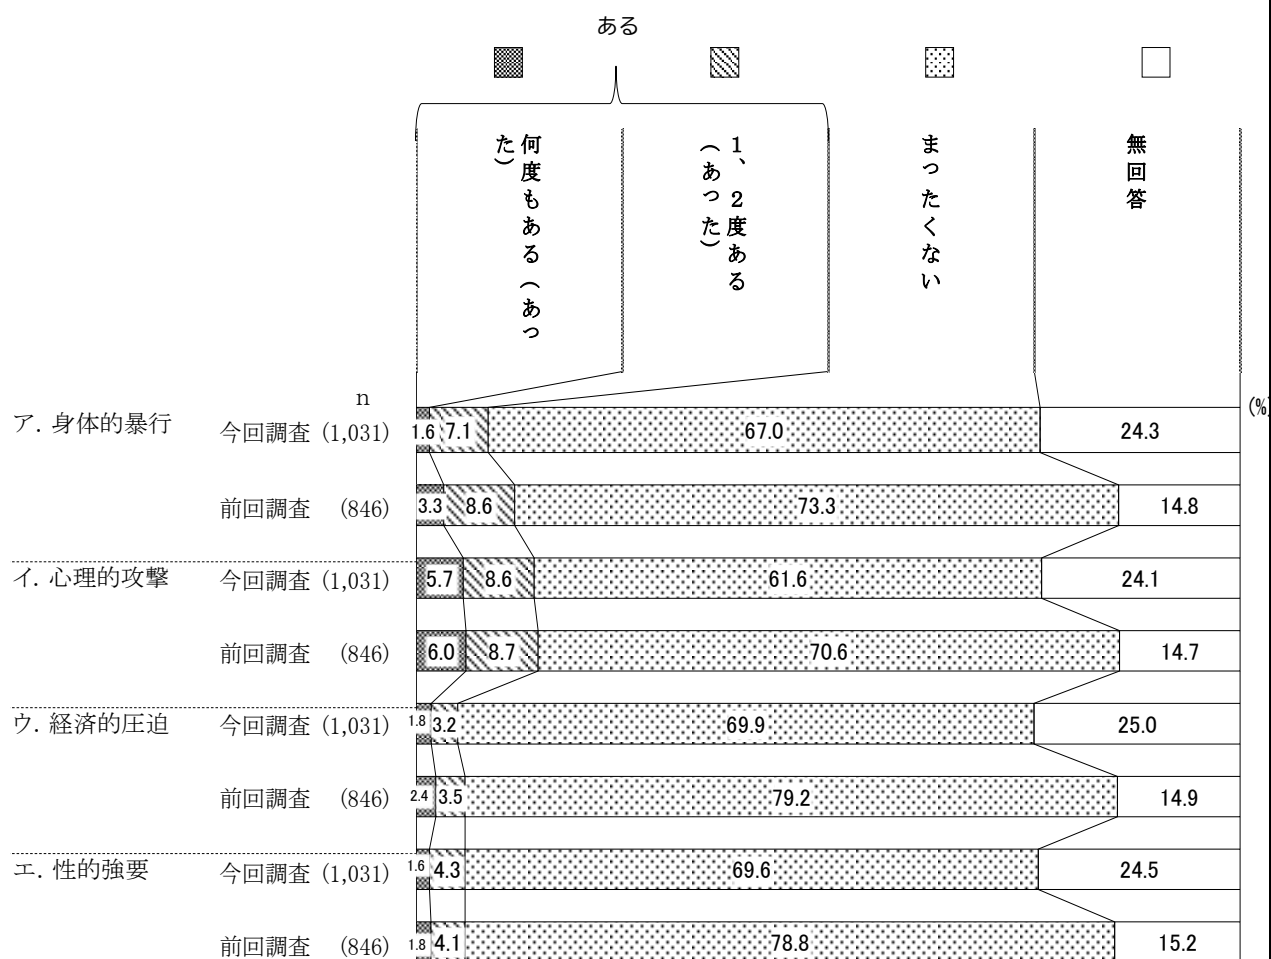 ある
何度もある（あっ
た）
1、2度ある
（あった）
まったくない
無回答
n
(%
ア. 身体的暴行
今回調査 (1,031) 1.6 7.1 67.0 24.3
前回調査 (846) 3.3 8.6 73.3 14.8
イ. 心理的攻撃
今回調査 (1,031) 5.7 8.6 61.6 24.1
前回調査 (846) 6.0 8.7 70.6 14.7
ウ. 経済的圧迫
今回調査 (1,031) 1.8 3.2 69.9 25.0
前回調査 (846) 2.4 3.5 79.2 14.9
エ. 性的強要
今回調査 (1,031) 1.6 4.3 69.6 24.5
前回調査 (846) 1.8 4.1 78.8 15.2